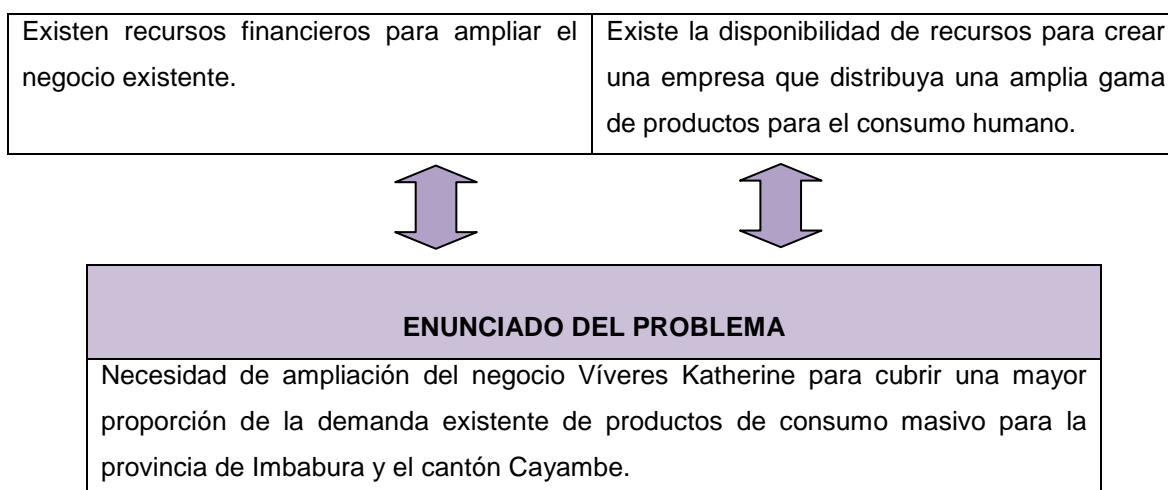 Existen recursos financieros para ampliar el
negocio existente.
Existe la disponibilidad de recursos para crear
una empresa que distribuya una amplia gama
de productos para el consumo humano.
ENUNCIADO DEL PROBLEMA
Necesidad de ampliación del negocio Víveres Katherine para cubrir una mayor
proporción de la demanda existente de productos de consumo masivo para la
provincia de Imbabura y el cantón Cayambe.